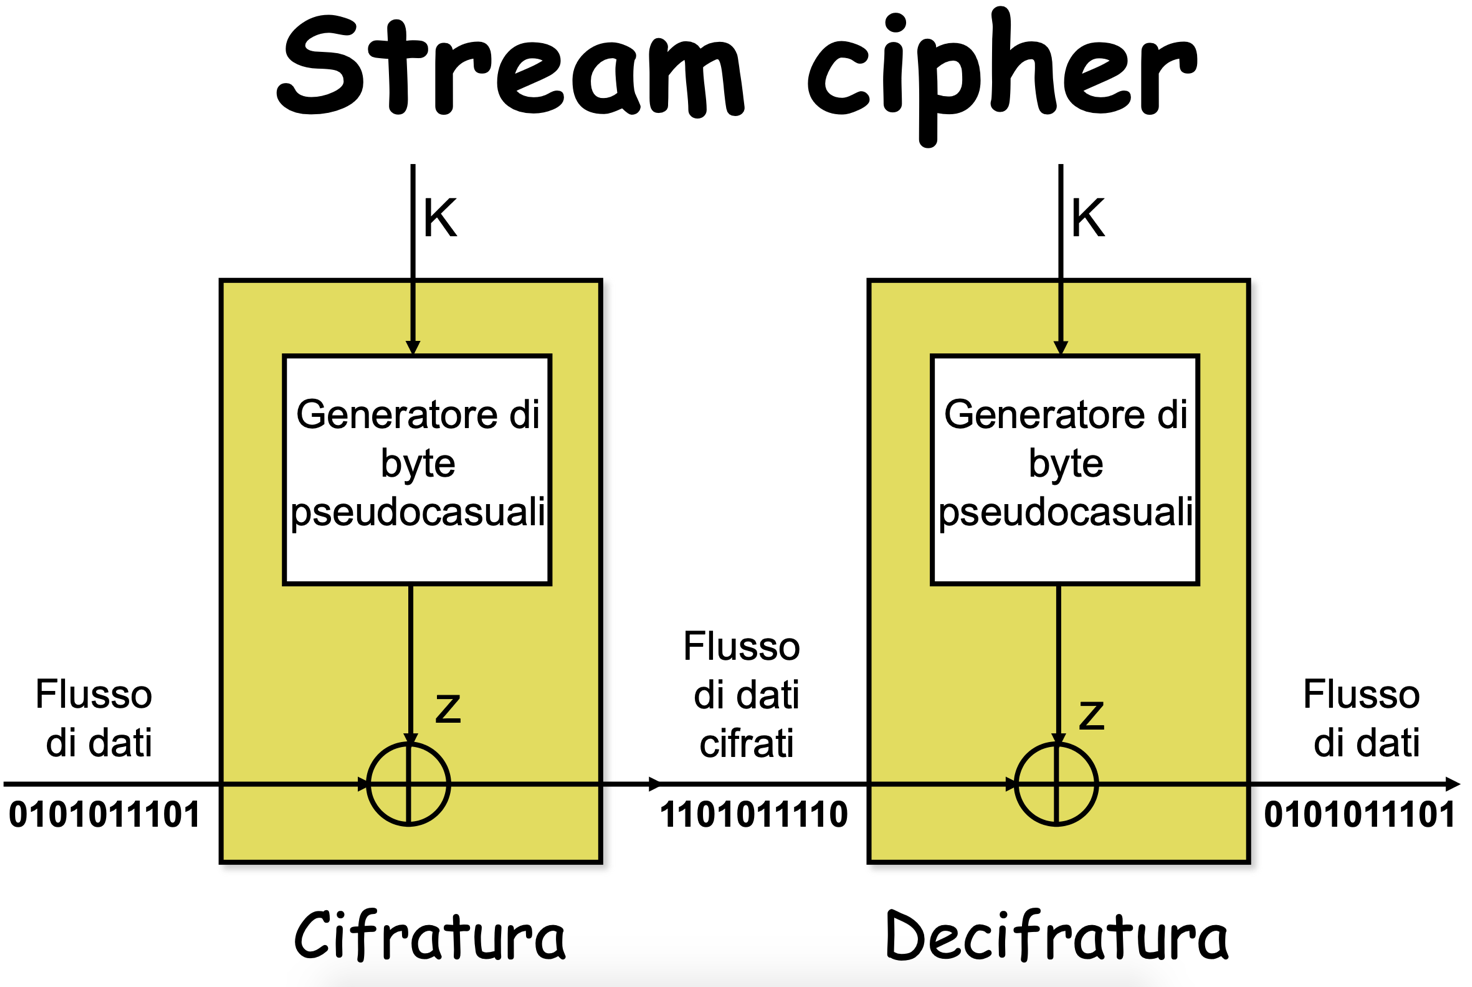 Stream cipher
K
K
Generatore di
byte
pseudocasuali
Generatore di
byte
pseudocasuali
z
z
Flusso
di dati
0101011101
Flusso
di dati
cifrati
1101011110
Flusso
di dati
0101011101
Cifratura
Decifratura